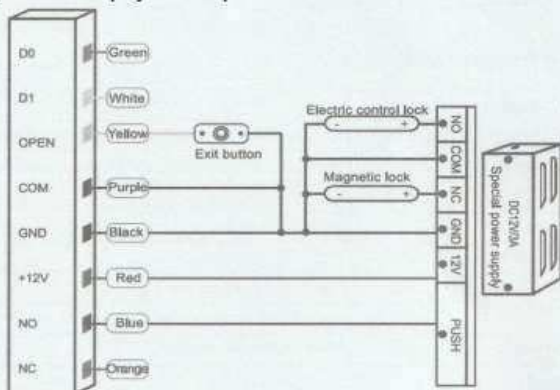 D0
Green
D1
White
OPEN
Yellow
Exit button
COM
Purple
GND
Black
+12V
Red
NO
Blue
NC
Orange
Electric control lock
- +
Magnetic lock
- +
NO
COM
NC
GND
12V
PUSH
Special power supply